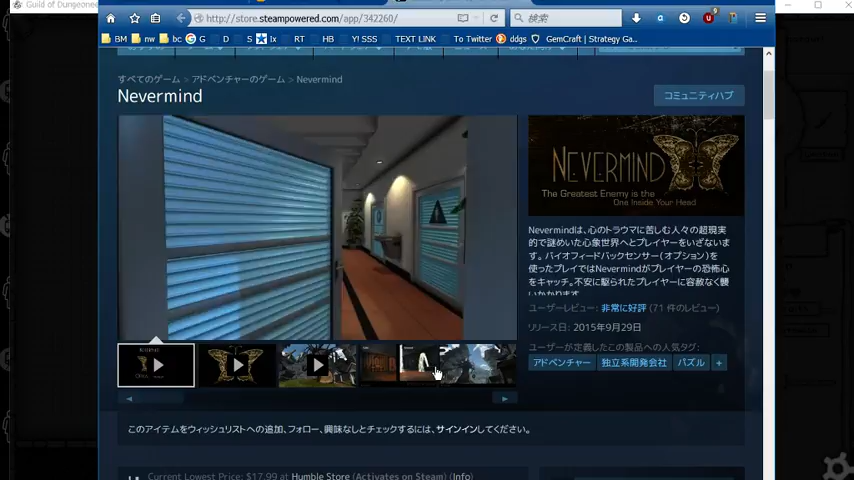 Guild of Dungeone
http://store.steampowered.com/app/342260/
検索
BM nw bc G D S Ix RT HB Y! SSS TEXT LINK To Twitter ddgs GemCraft | Strategy Ga..
すべてのゲーム > アドベンチャーのゲーム > Nevermind
Nevermind
コミュニティハブ
NEVERMIND
The Greatest Enemy is the
One Inside Your Head
Nevermindは、心のトラウマに苦しむ人々の超現実
的で謎めいた心象世界へとプレイヤーをいざないま
す。バイオフィードバックセンサー(オプション)を
使ったプレイではNevermindがプレイヤーの恐怖心
をキャッチ。不安に駆られたプレイヤーに容赦なく襲
いかかります。
ユーザーレビュー: 非常に好評 (71 件のレビュー)
リリース日: 2015年9月29日
ユーザーが定義したこの製品への人気タグ:
アドベンチャー 独立系開発会社 パズル +
このアイテムをウィッシュリストへの追加、フォロー、興味なしとチェックするには、サインインしてください。
Current Lowest Price: $17.99 at Humble Store (Activates on Steam) (Info)